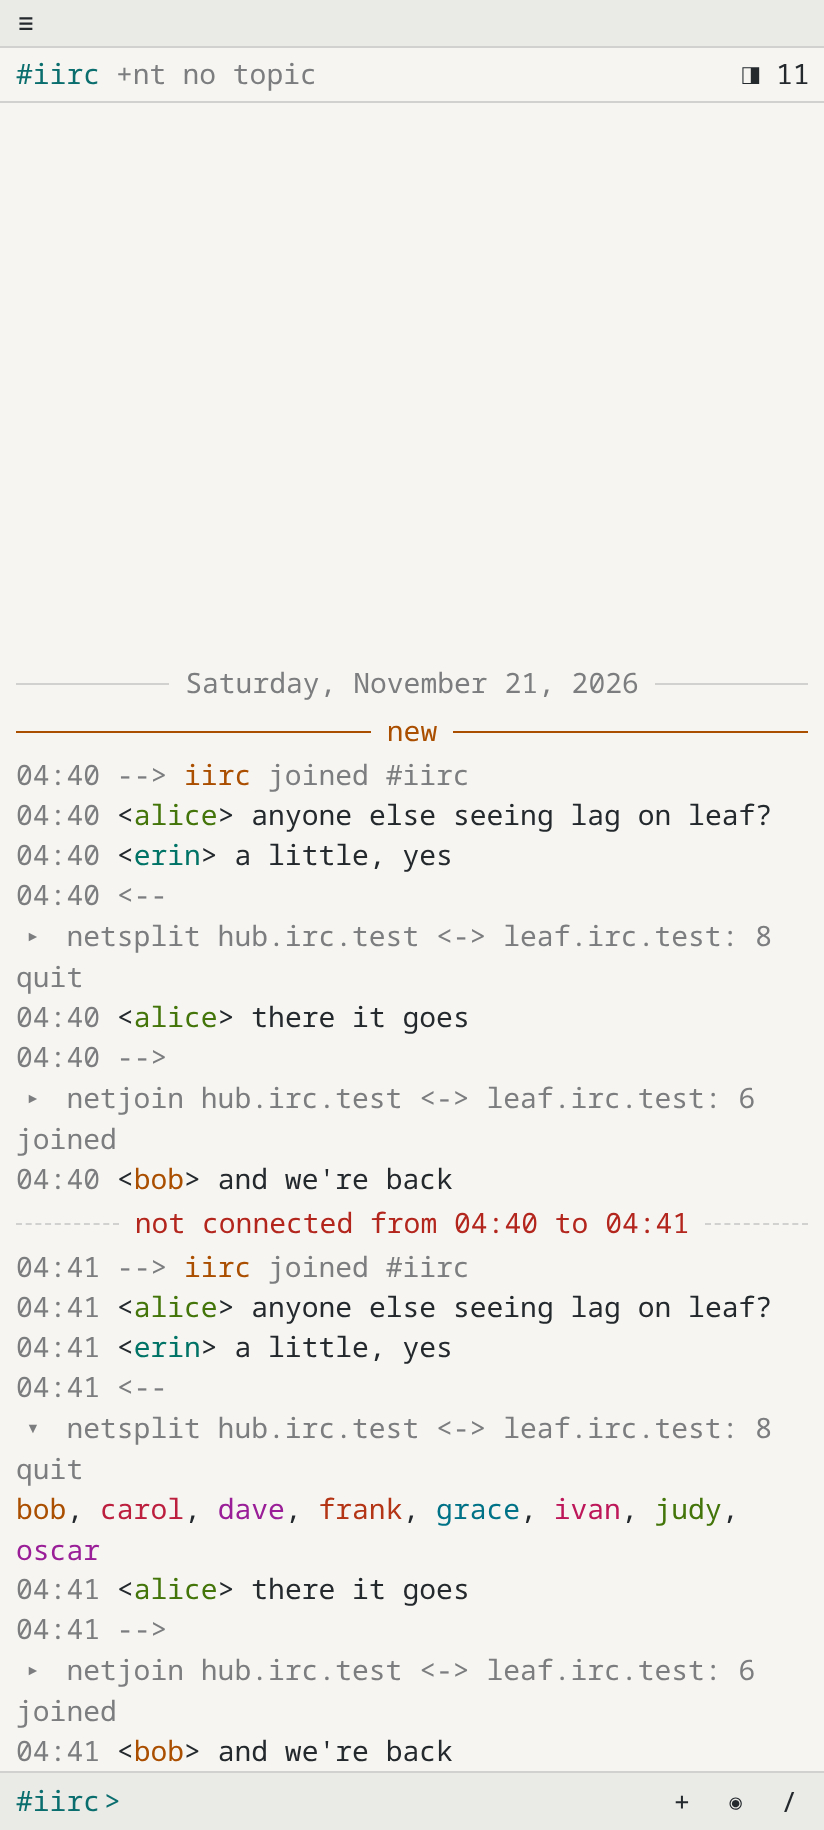 ≡
#iirc +nt no topic ◨ 11
Saturday, November 21, 2026
new
04:40 --> iirc joined #iirc
04:40 <alice> anyone else seeing lag on leaf?
04:40 <erin> a little, yes
04:40 <--
▸ netsplit hub.irc.test <-> leaf.irc.test: 8
quit
04:40 <alice> there it goes
04:40 -->
▸ netjoin hub.irc.test <-> leaf.irc.test: 6
joined
04:40 <bob> and we're back
not connected from 04:40 to 04:41
04:41 --> iirc joined #iirc
04:41 <alice> anyone else seeing lag on leaf?
04:41 <erin> a little, yes
04:41 <--
▾ netsplit hub.irc.test <-> leaf.irc.test: 8
quit
bob, carol, dave, frank, grace, ivan, judy,
oscar
04:41 <alice> there it goes
04:41 -->
▸ netjoin hub.irc.test <-> leaf.irc.test: 6
joined
04:41 <bob> and we're back
#iirc> + ◉ /